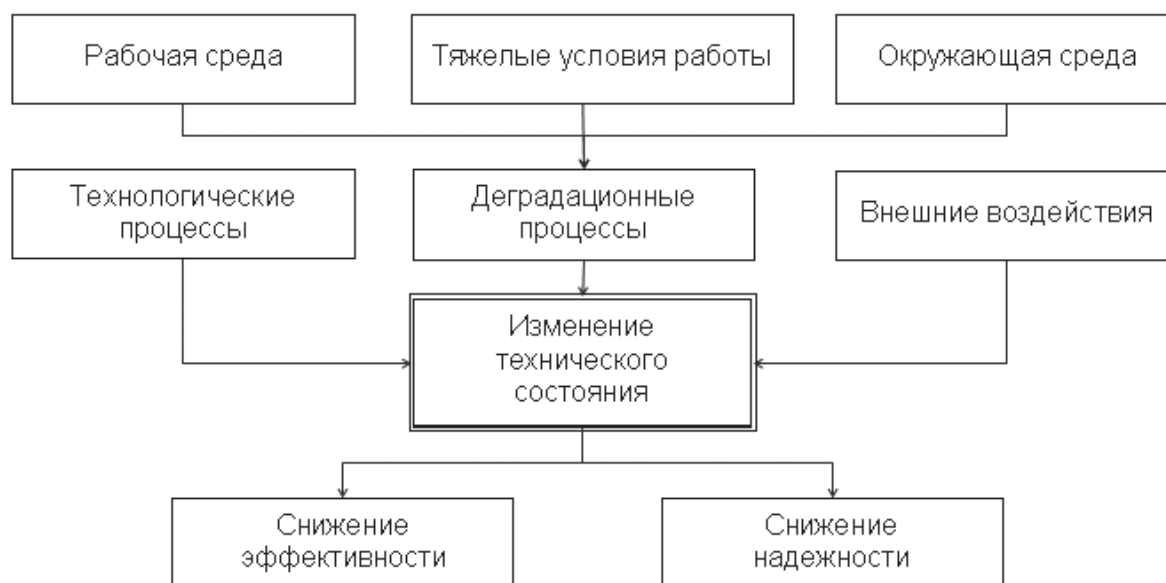 Рабочая среда
Тяжелые условия работы
Окружающая среда
Технологические
процессы
Деградационные
процессы
Внешние воздействия
Изменение
технического
состояния
Снижение
эффективности
Снижение
надежности